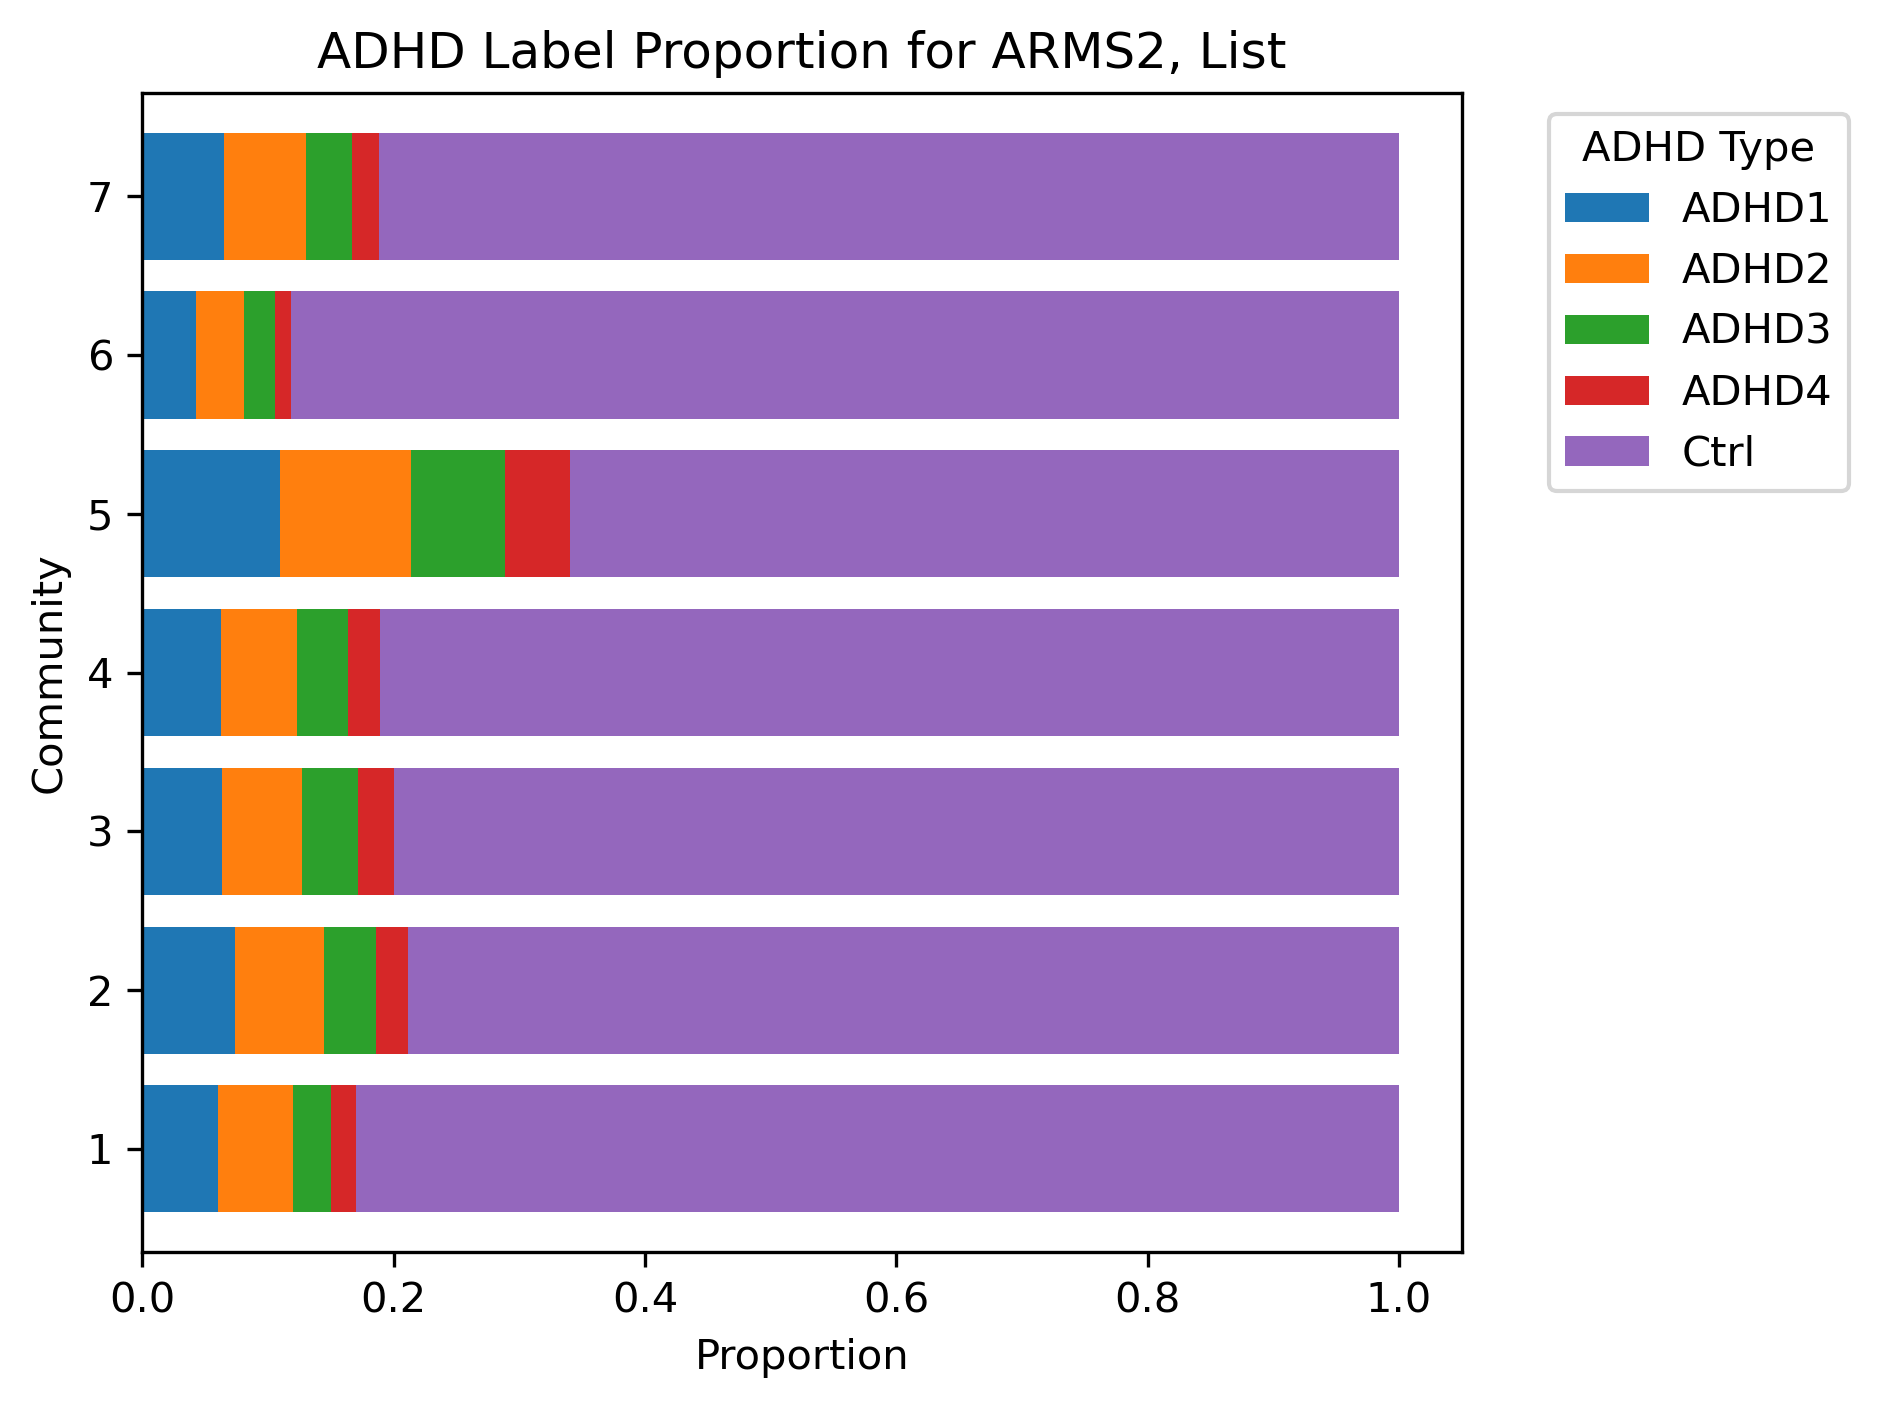 ADHD Label Proportion for ARMS2, List
ADHD Type
ADHD1
ADHD2
ADHD3
ADHD4
Ctrl
Community
7
6
5
4
3
2
1
0.0 0.2 0.4 0.6 0.8 1.0
Proportion